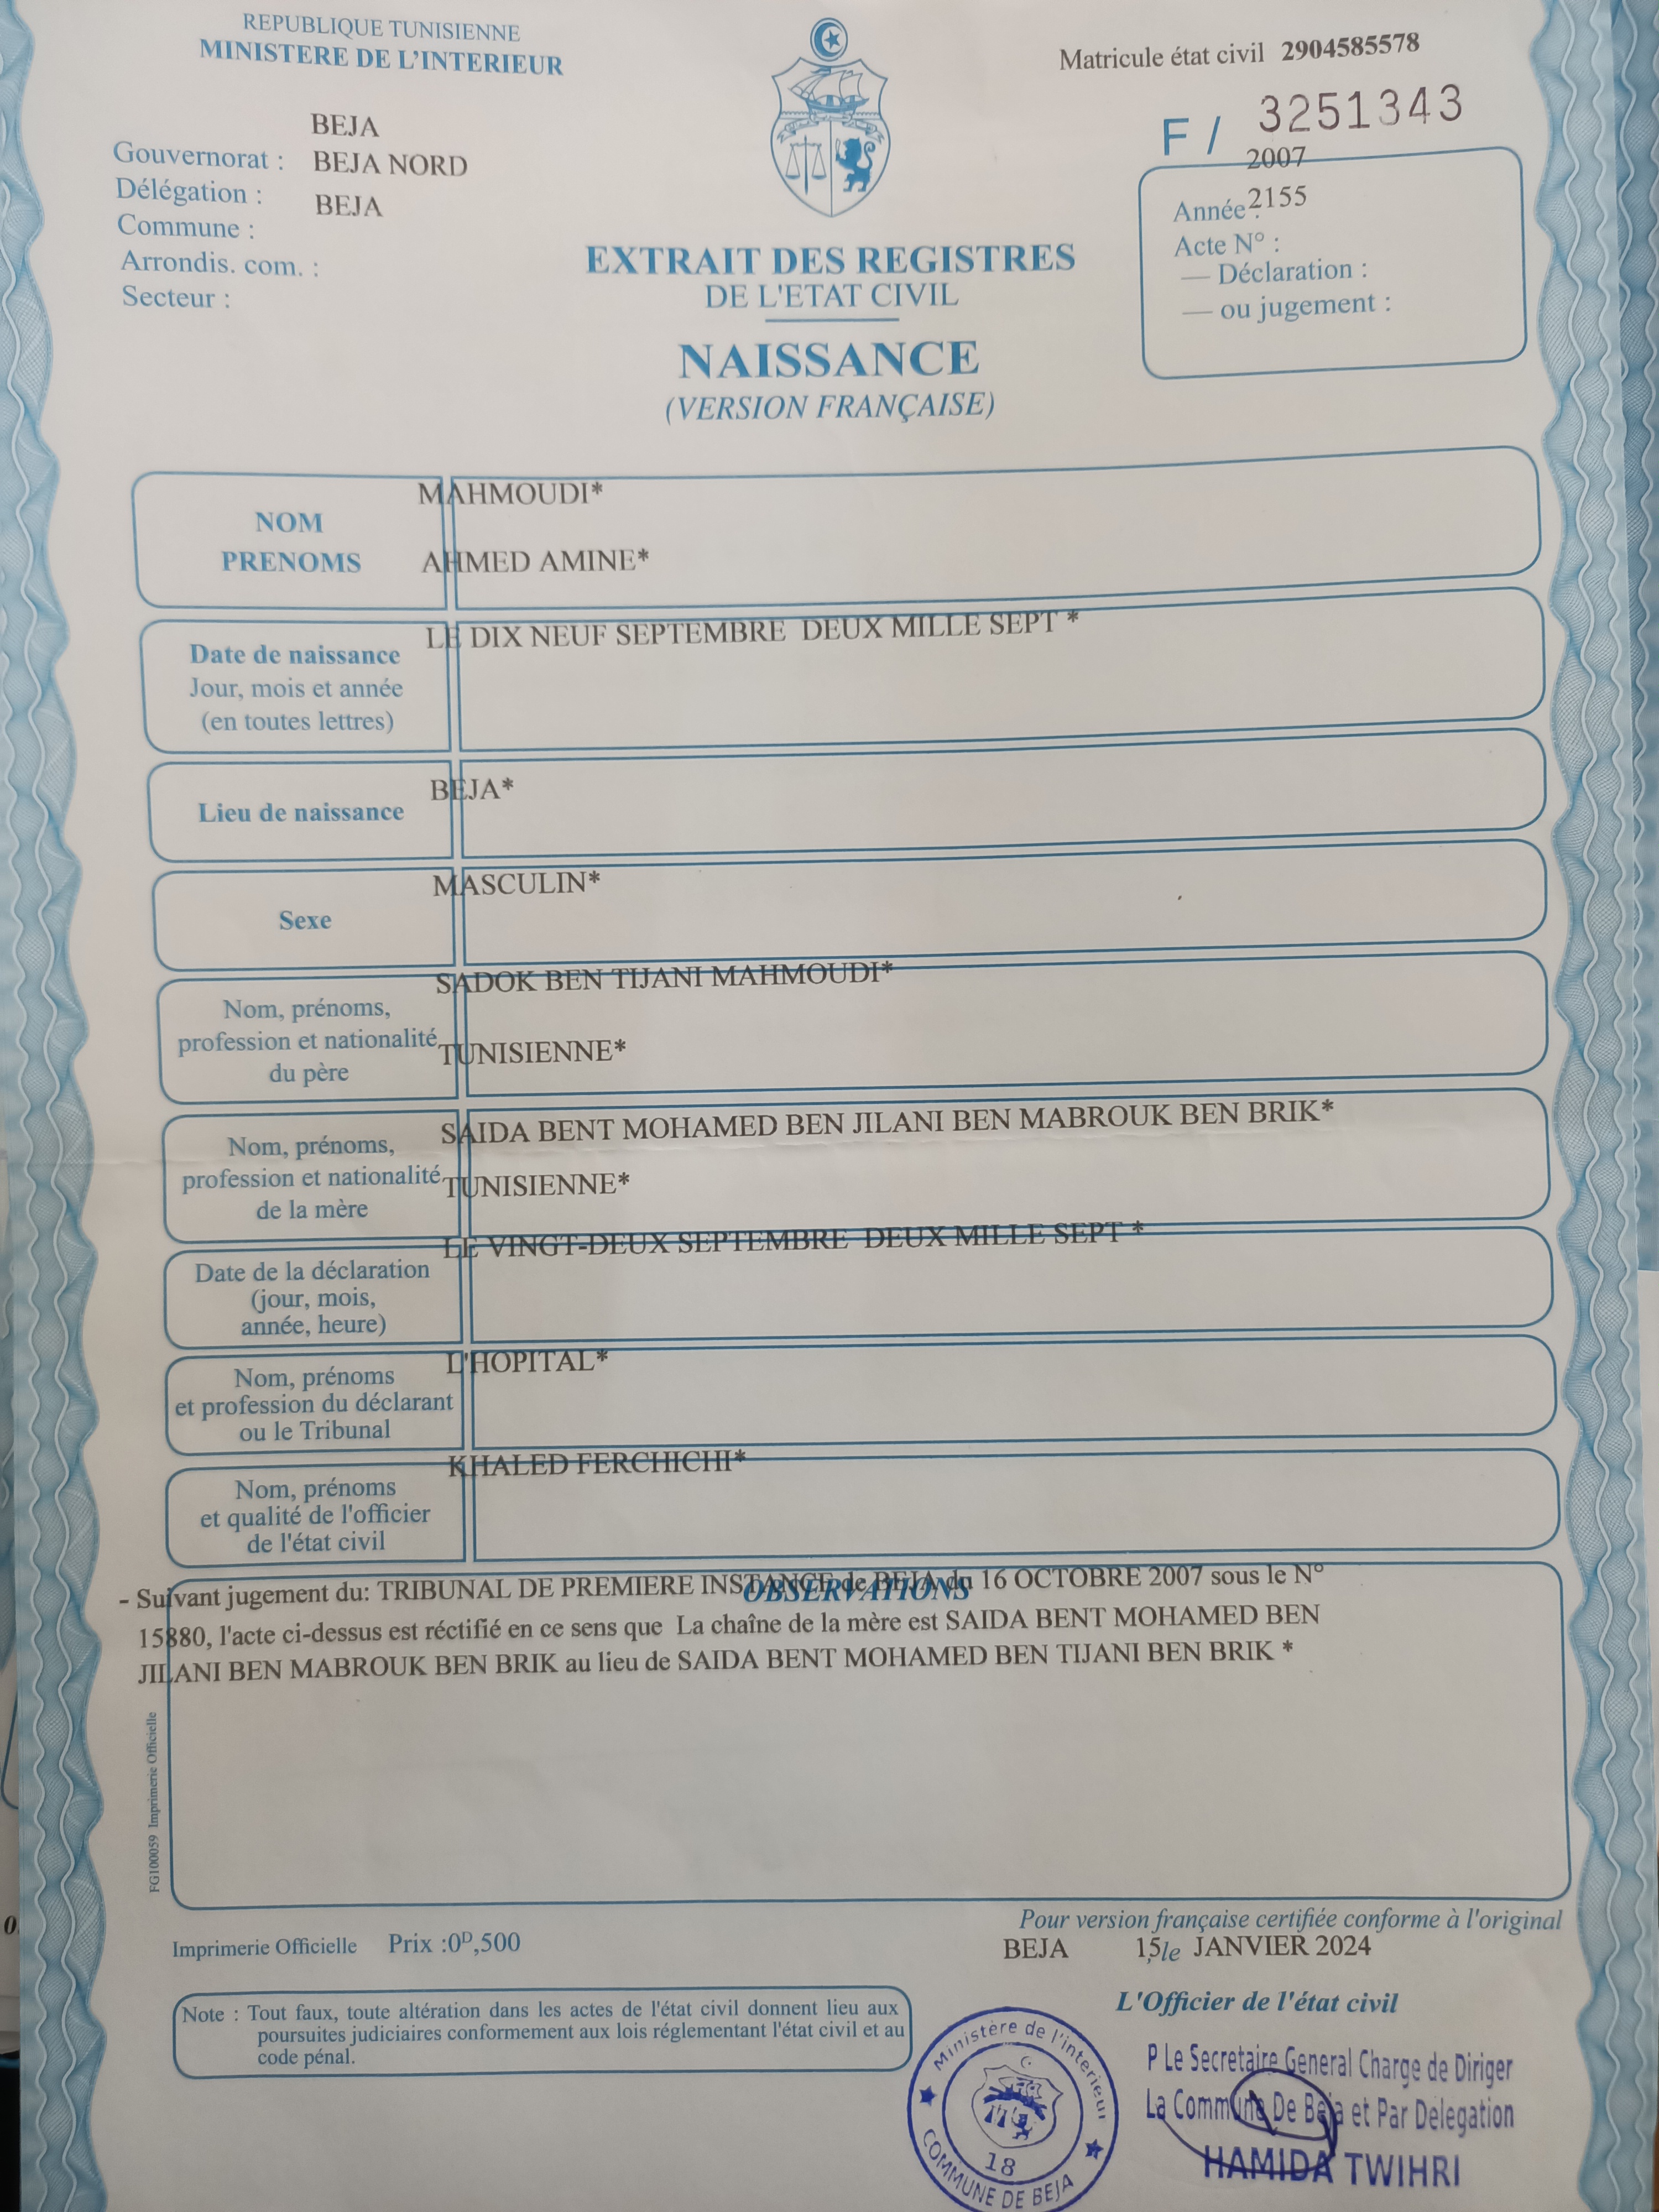 REPUBLIQUE TUNISIENNE
MINISTERE DE L'INTERIEUR
Matricule état civil 2904585578
F / 3251343
BEJA
Gouvernorat : BEJA NORD
Délégation :
BEJA
Commune :
Arrondis. com. :
Secteur :
2007
Année : 2155
Acte N° :
— Déclaration :
— ou jugement :
EXTRAIT DES REGISTRES
DE L'ETAT CIVIL
NAISSANCE
(VERSION FRANÇAISE)
MAHMOUDI*
NOM
PRENOMS AHMED AMINE*
LE DIX NEUF SEPTEMBRE DEUX MILLE SEPT *
Date de naissance
Jour, mois et année
(en toutes lettres)
BEJA*
Lieu de naissance
MASCULIN*
Sexe
SADOK BEN TIJANI MAHMOUDI*
Nom, prénoms,
profession et nationalité
du père
TUNISIENNE*
SAIDA BENT MOHAMED BEN JILANI BEN MABROUK BEN BRIK*
Nom, prénoms,
profession et nationalité
de la mère
TUNISIENNE*
LE VINGT-DEUX SEPTEMBRE DEUX MILLE SEPT *
Date de la déclaration
(jour, mois,
année, heure)
L'HOPITAL*
Nom, prénoms
et profession du déclarant
ou le Tribunal
KHALED FERCHICHI*
Nom, prénoms
et qualité de l'officier
de l'état civil
OBSERVATIONS
- Suivant jugement du: TRIBUNAL DE PREMIERE INSTANCE de BEJA du 16 OCTOBRE 2007 sous le N°
15880, l'acte ci-dessus est réctifié en ce sens que La chaîne de la mère est SAIDA BENT MOHAMED BEN
JILANI BEN MABROUK BEN BRIK au lieu de SAIDA BENT MOHAMED BEN TIJANI BEN BRIK *
FG100059 Imprimerie Officielle
Imprimerie Officielle Prix :0ᴰ,500
Pour version française certifiée conforme à l'original
BEJA 15,le JANVIER 2024
L'Officier de l'état civil
Note : Tout faux, toute altération dans les actes de l'état civil donnent lieu aux
poursuites judiciaires conformement aux lois réglementant l'état civil et au
code pénal.
Ministère de l'interieur
18
COMMUNE DE BEJA
P Le Secretaire General Charge de Diriger
La Commune De Beja et Par Delegation
HAMIDA TWIHRI